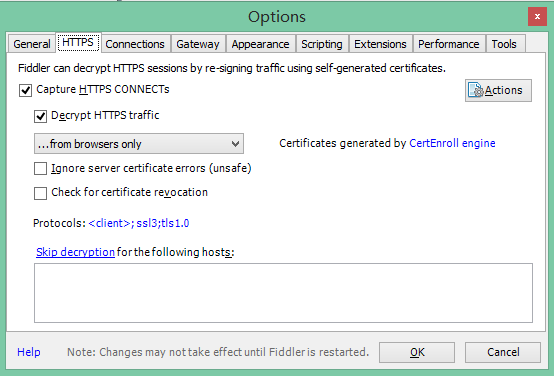 Options
x
General HTTPS Connections Gateway Appearance Scripting Extensions Performance Tools
Fiddler can decrypt HTTPS sessions by re-signing traffic using self-generated certificates.
Capture HTTPS CONNECTs
Actions
Decrypt HTTPS traffic
...from browsers only
Certificates generated by CertEnroll engine
Ignore server certificate errors (unsafe)
Check for certificate revocation
Protocols: <client>; ssl3;tls1.0
Skip decryption for the following hosts:
Help Note: Changes may not take effect until Fiddler is restarted. OK Cancel